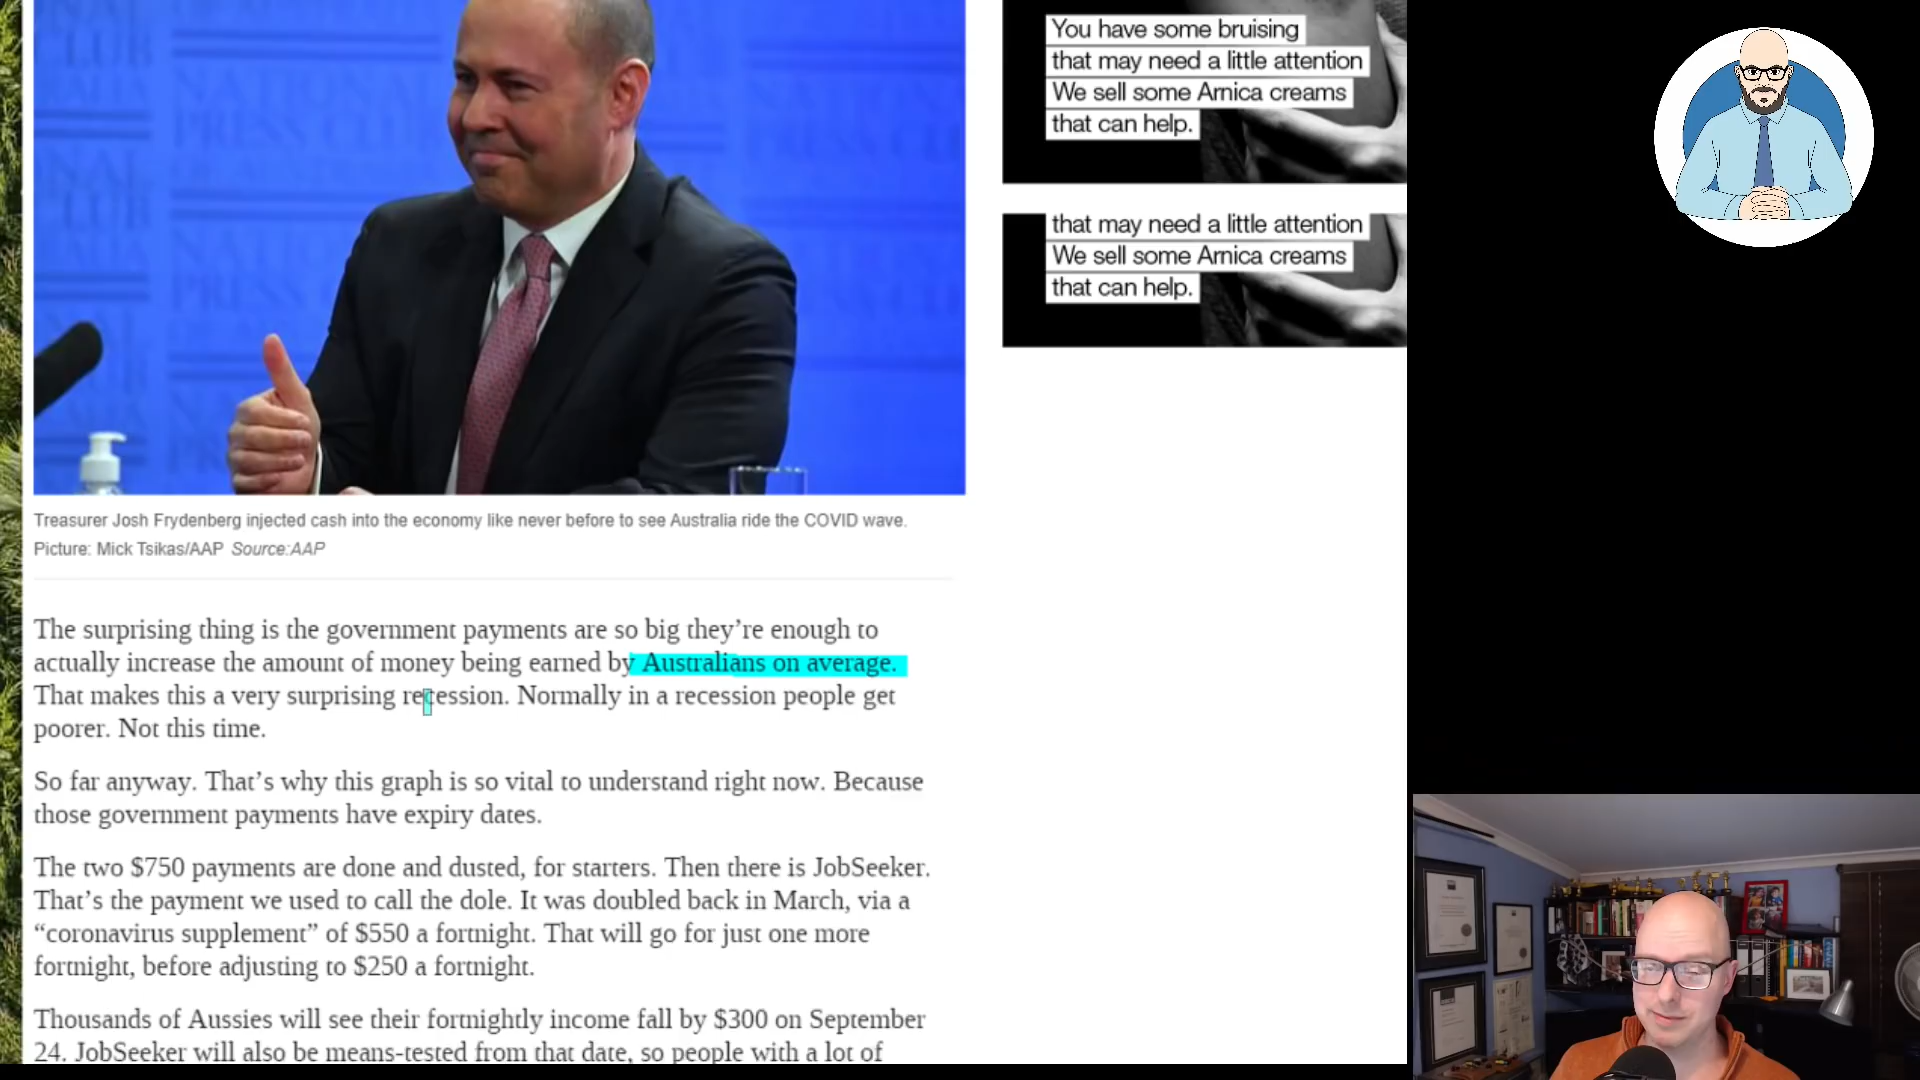 NATIONAL
PRESS CLUB
Treasurer Josh Frydenberg injected cash into the economy like never before to see Australia ride the COVID wave.
Picture: Mick Tsikas/AAP Source:AAP
The surprising thing is the government payments are so big they’re enough to
actually increase the amount of money being earned by Australians on average.
That makes this a very surprising recession. Normally in a recession people get
poorer. Not this time.
So far anyway. That’s why this graph is so vital to understand right now. Because
those government payments have expiry dates.
The two $750 payments are done and dusted, for starters. Then there is JobSeeker.
That’s the payment we used to call the dole. It was doubled back in March, via a
“coronavirus supplement” of $550 a fortnight. That will go for just one more
fortnight, before adjusting to $250 a fortnight.
Thousands of Aussies will see their fortnightly income fall by $300 on September
24. JobSeeker will also be means-tested from that date, so people with a lot of
You have some bruising
that may need a little attention
We sell some Arnica creams
that can help.
that may need a little attention
We sell some Arnica creams
that can help.